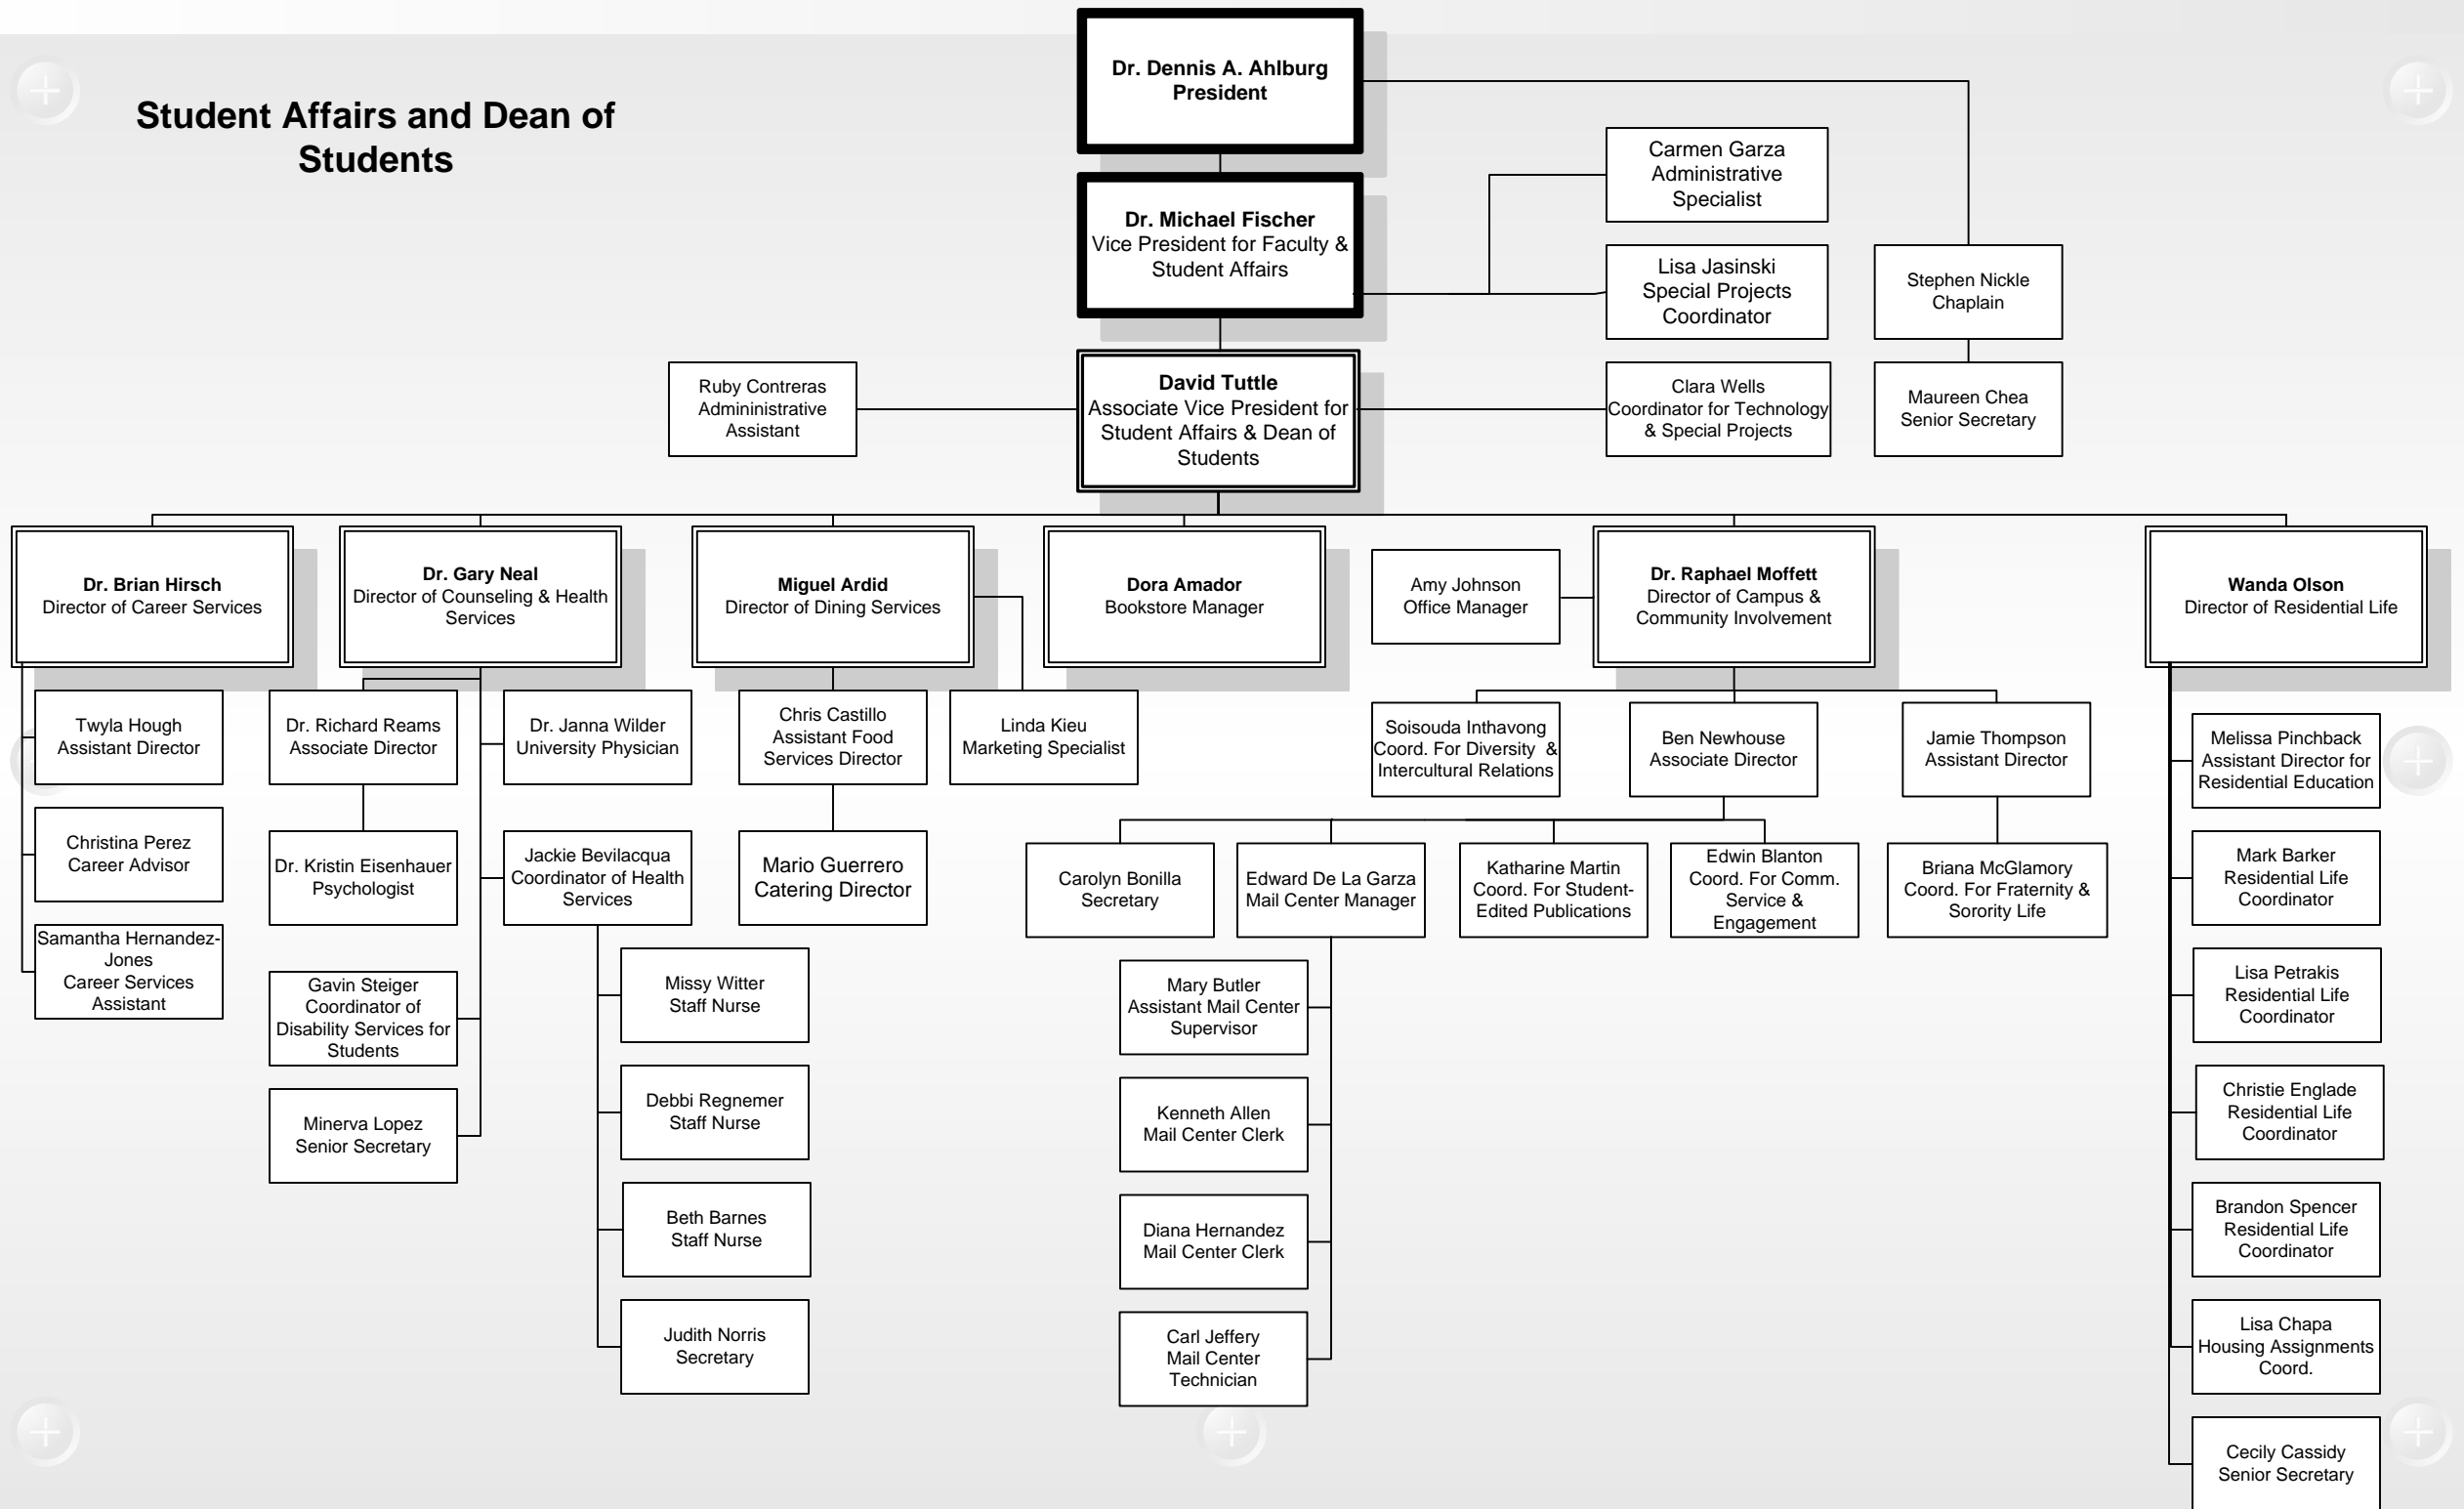 Student Affairs and Dean of
Students
Dr. Dennis A. Ahlburg
President
Dr. Michael Fischer
Vice President for Faculty &
Student Affairs
Carmen Garza
Administrative
Specialist
Lisa Jasinski
Special Projects
Coordinator
Stephen Nickle
Chaplain
Ruby Contreras
Admininistrative
Assistant
David Tuttle
Associate Vice President for
Student Affairs & Dean of
Students
Clara Wells
Coordinator for Technology
& Special Projects
Maureen Chea
Senior Secretary
Dr. Brian Hirsch
Director of Career Services
Dr. Gary Neal
Director of Counseling & Health
Services
Miguel Ardid
Director of Dining Services
Dora Amador
Bookstore Manager
Amy Johnson
Office Manager
Dr. Raphael Moffett
Director of Campus &
Community Involvement
Wanda Olson
Director of Residential Life
Twyla Hough
Assistant Director
Christina Perez
Career Advisor
Samantha Hernandez-
Jones
Career Services
Assistant
Dr. Richard Reams
Associate Director
Dr. Kristin Eisenhauer
Psychologist
Gavin Steiger
Coordinator of
Disability Services for
Students
Minerva Lopez
Senior Secretary
Dr. Janna Wilder
University Physician
Jackie Bevilacqua
Coordinator of Health
Services
Missy Witter
Staff Nurse
Debbi Regnemer
Staff Nurse
Beth Barnes
Staff Nurse
Judith Norris
Secretary
Chris Castillo
Assistant Food
Services Director
Mario Guerrero
Catering Director
Linda Kieu
Marketing Specialist
Soisouda Inthavong
Coord. For Diversity &
Intercultural Relations
Ben Newhouse
Associate Director
Jamie Thompson
Assistant Director
Carolyn Bonilla
Secretary
Edward De La Garza
Mail Center Manager
Katharine Martin
Coord. For Student-
Edited Publications
Edwin Blanton
Coord. For Comm.
Service &
Engagement
Briana McGlamory
Coord. For Fraternity &
Sorority Life
Mary Butler
Assistant Mail Center
Supervisor
Kenneth Allen
Mail Center Clerk
Diana Hernandez
Mail Center Clerk
Carl Jeffery
Mail Center
Technician
Melissa Pinchback
Assistant Director for
Residential Education
Mark Barker
Residential Life
Coordinator
Lisa Petrakis
Residential Life
Coordinator
Christie Englade
Residential Life
Coordinator
Brandon Spencer
Residential Life
Coordinator
Lisa Chapa
Housing Assignments
Coord.
Cecily Cassidy
Senior Secretary